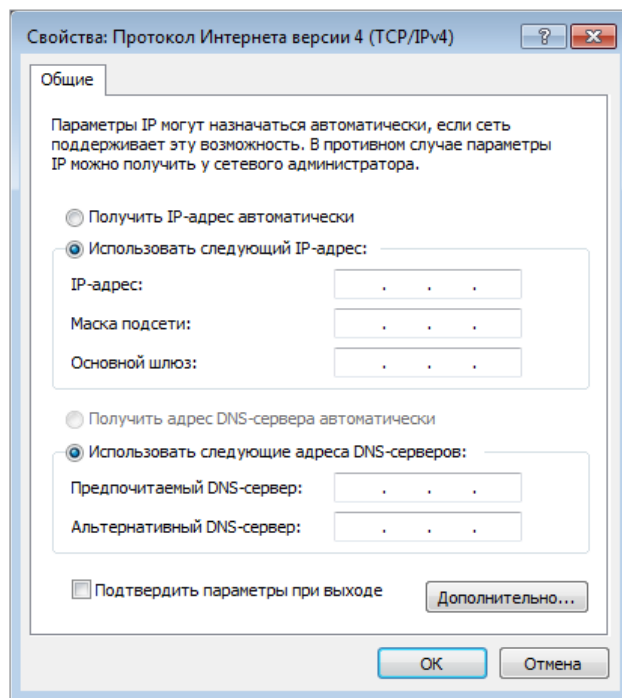 Свойства: Протокол Интернета версии 4 (TCP/IPv4)
Общие
Параметры IP могут назначаться автоматически, если сеть
поддерживает эту возможность. В противном случае параметры
IP можно получить у сетевого администратора.
Получить IP-адрес автоматически
Использовать следующий IP-адрес:
IP-адрес: . . .
Маска подсети: . . .
Основной шлюз: . . .
Получить адрес DNS-сервера автоматически
Использовать следующие адреса DNS-серверов:
Предпочитаемый DNS-сервер: . . .
Альтернативный DNS-сервер: . . .
Подтвердить параметры при выходе
Дополнительно...
ОК Отмена